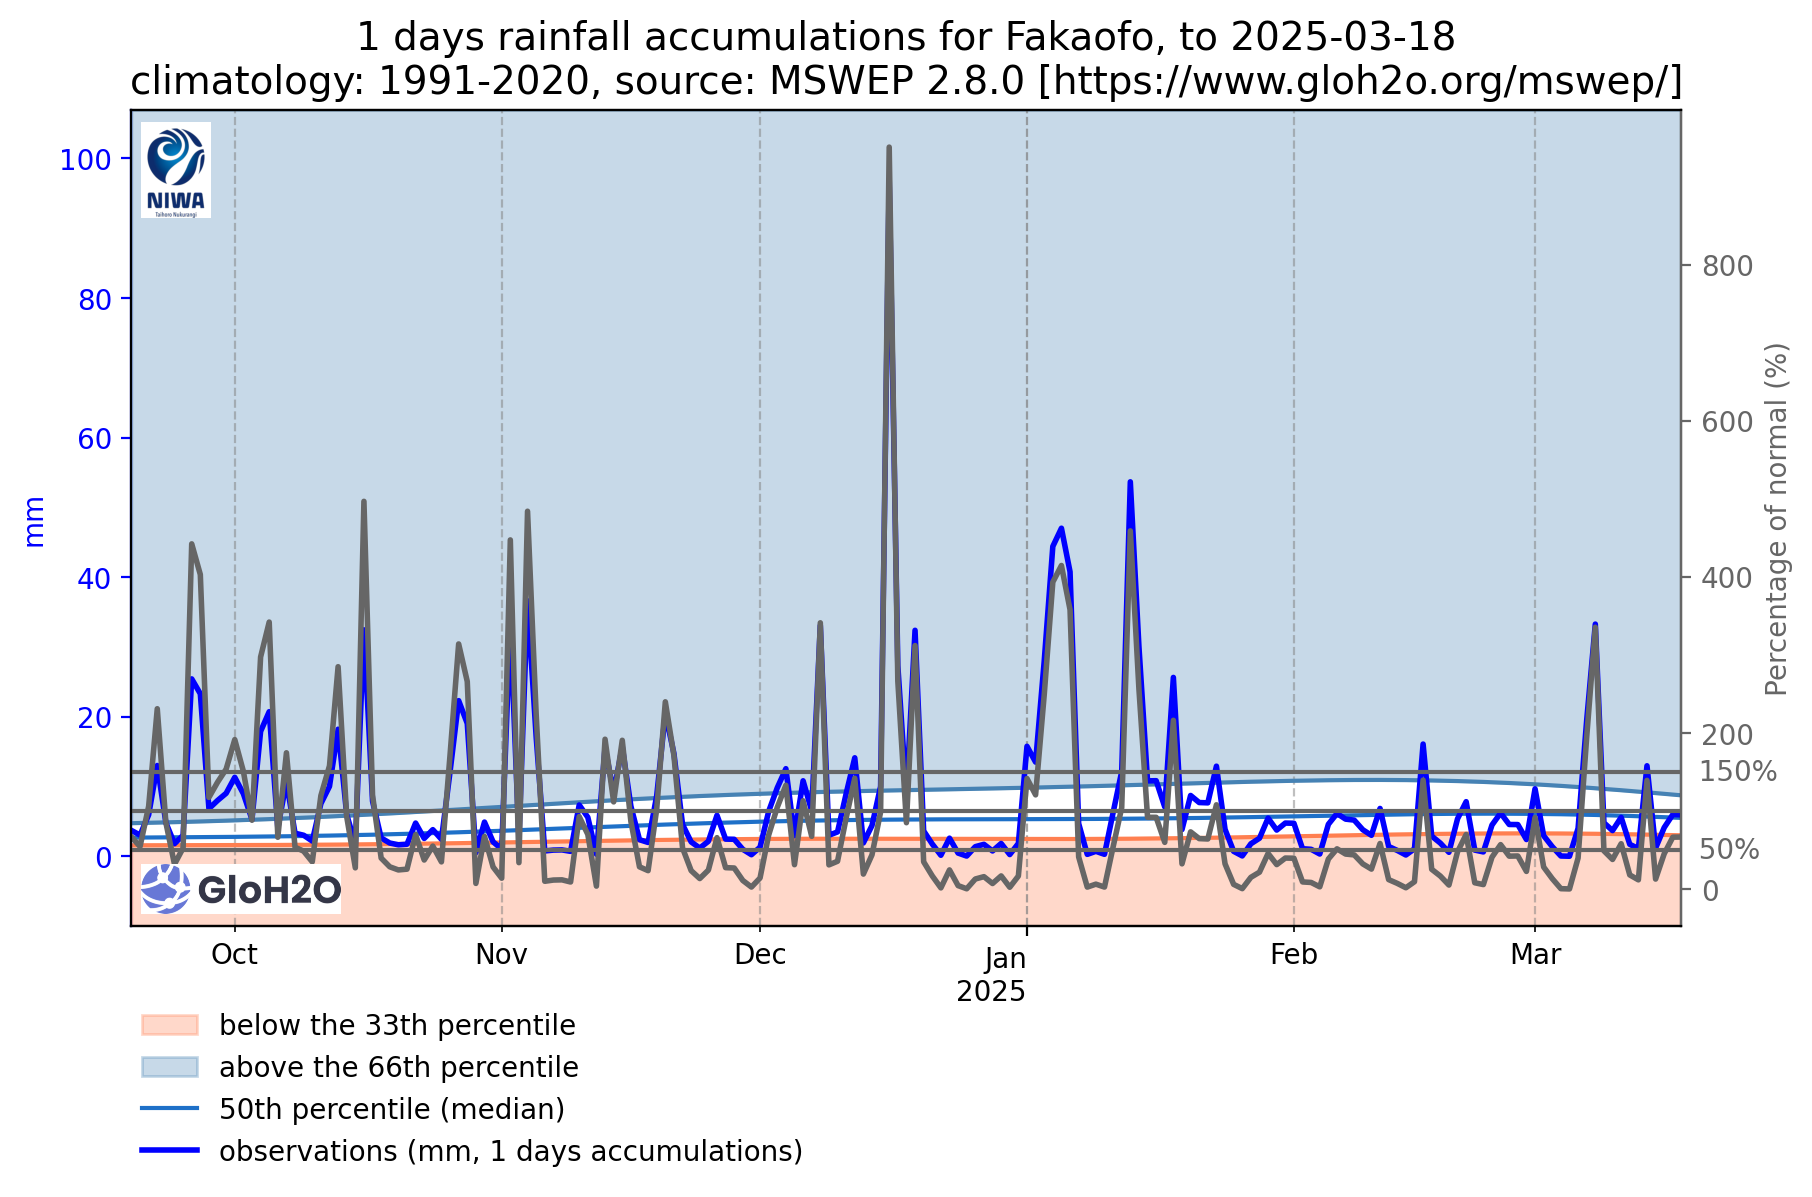 1 days rainfall accumulations for Fakaofo, to 2025-03-18
climatology: 1991-2020, source: MSWEP 2.8.0 [https://www.gloh2o.org/mswep/]
NIWA
Taihoro Nukurangi
100
80
60
40
20
0
mm
800
600
400
200
150%
50%
0
Percentage of normal (%)
GloH2O
Oct
Nov
Dec
Jan
2025
Feb
Mar
below the 33th percentile
above the 66th percentile
50th percentile (median)
observations (mm, 1 days accumulations)